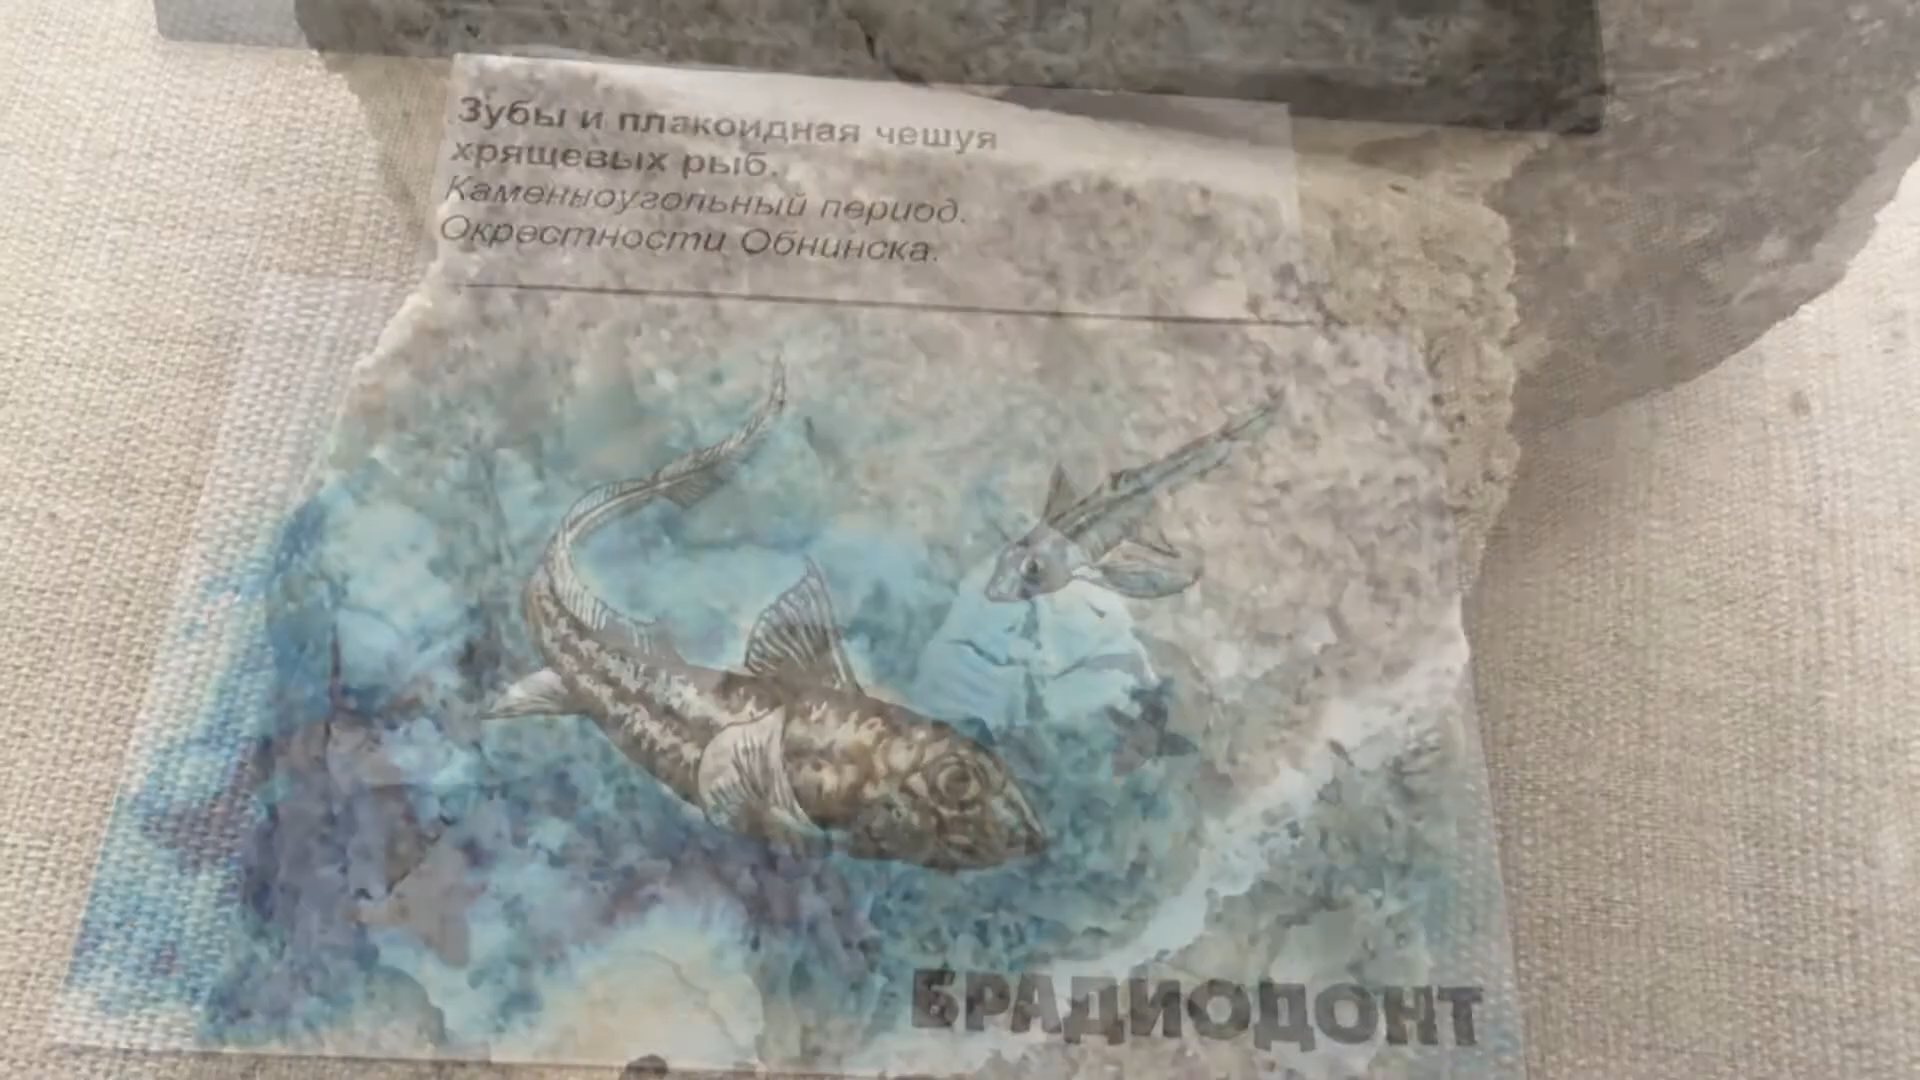 Зубы и плакоидная чешуя
хрящевых рыб.
Каменноугольный период.
Окрестности Обнинска.
БРАДИОДОНТ